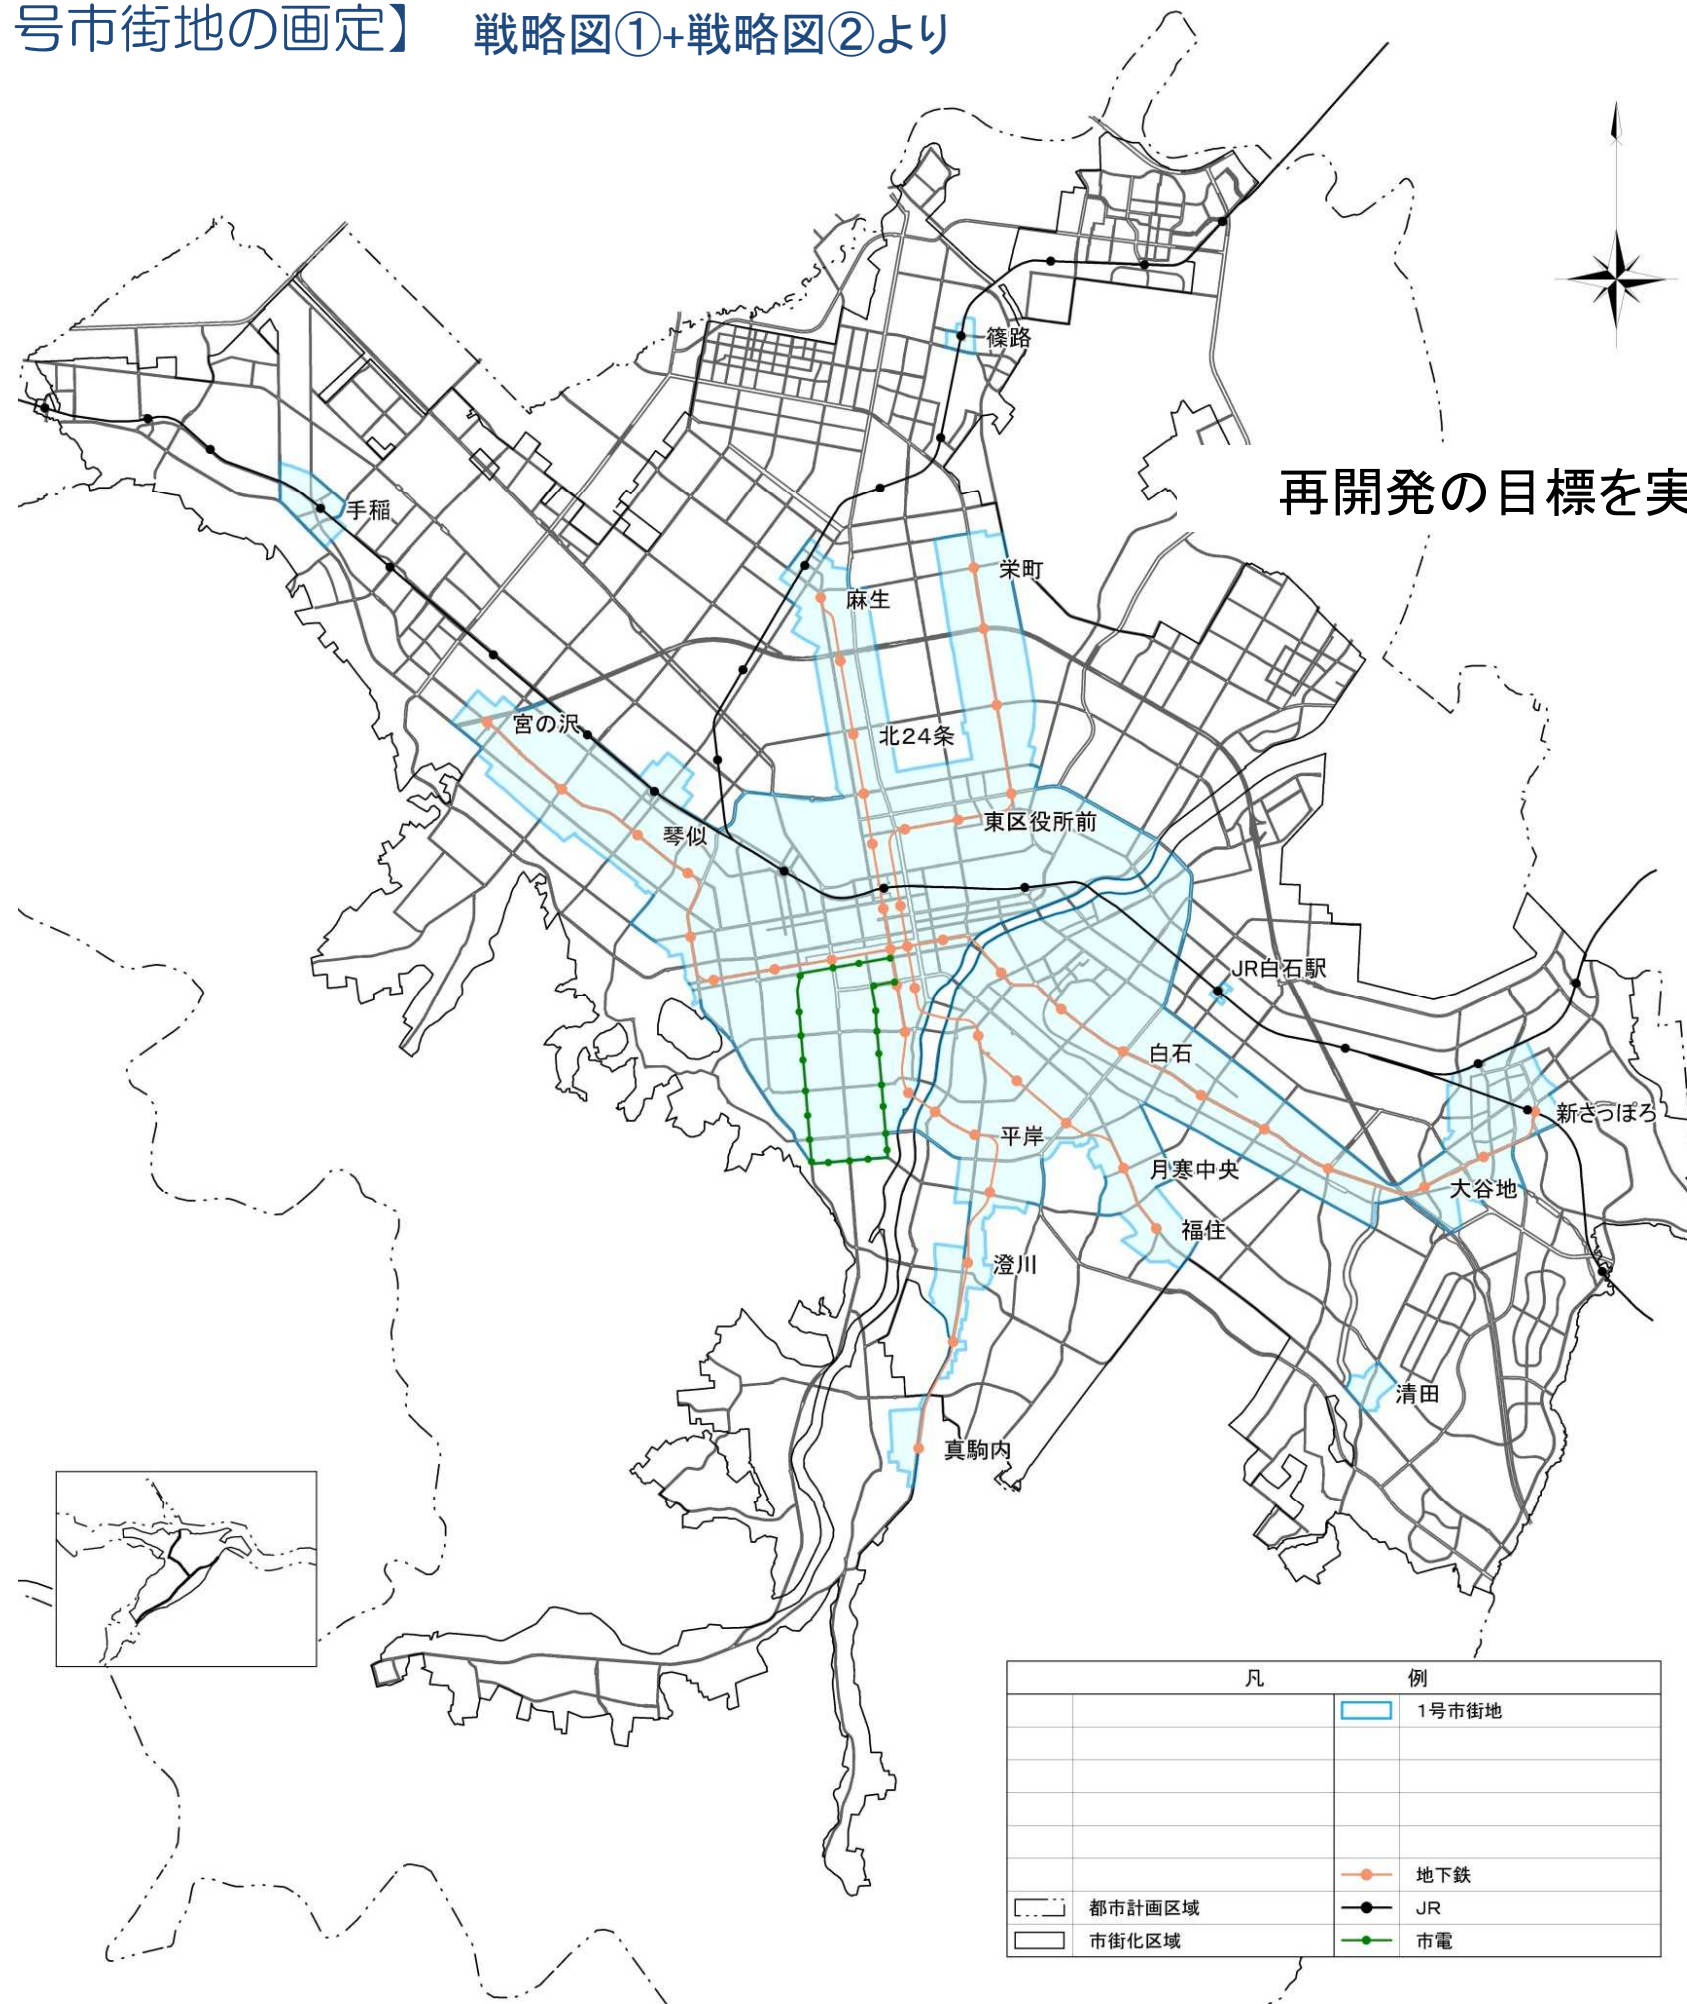 号市街地の画定】 戦略図①+戦略図②より
篠路
再開発の目標を実
手稲
栄町
麻生
宮の沢
北24条
東区役所前
琴似
JR白石駅
白石
新さっぽろ
平岸
月寒中央
大谷地
福住
澄川
清田
真駒内
凡 例
1号市街地
地下鉄
都市計画区域 JR
市街化区域 市電